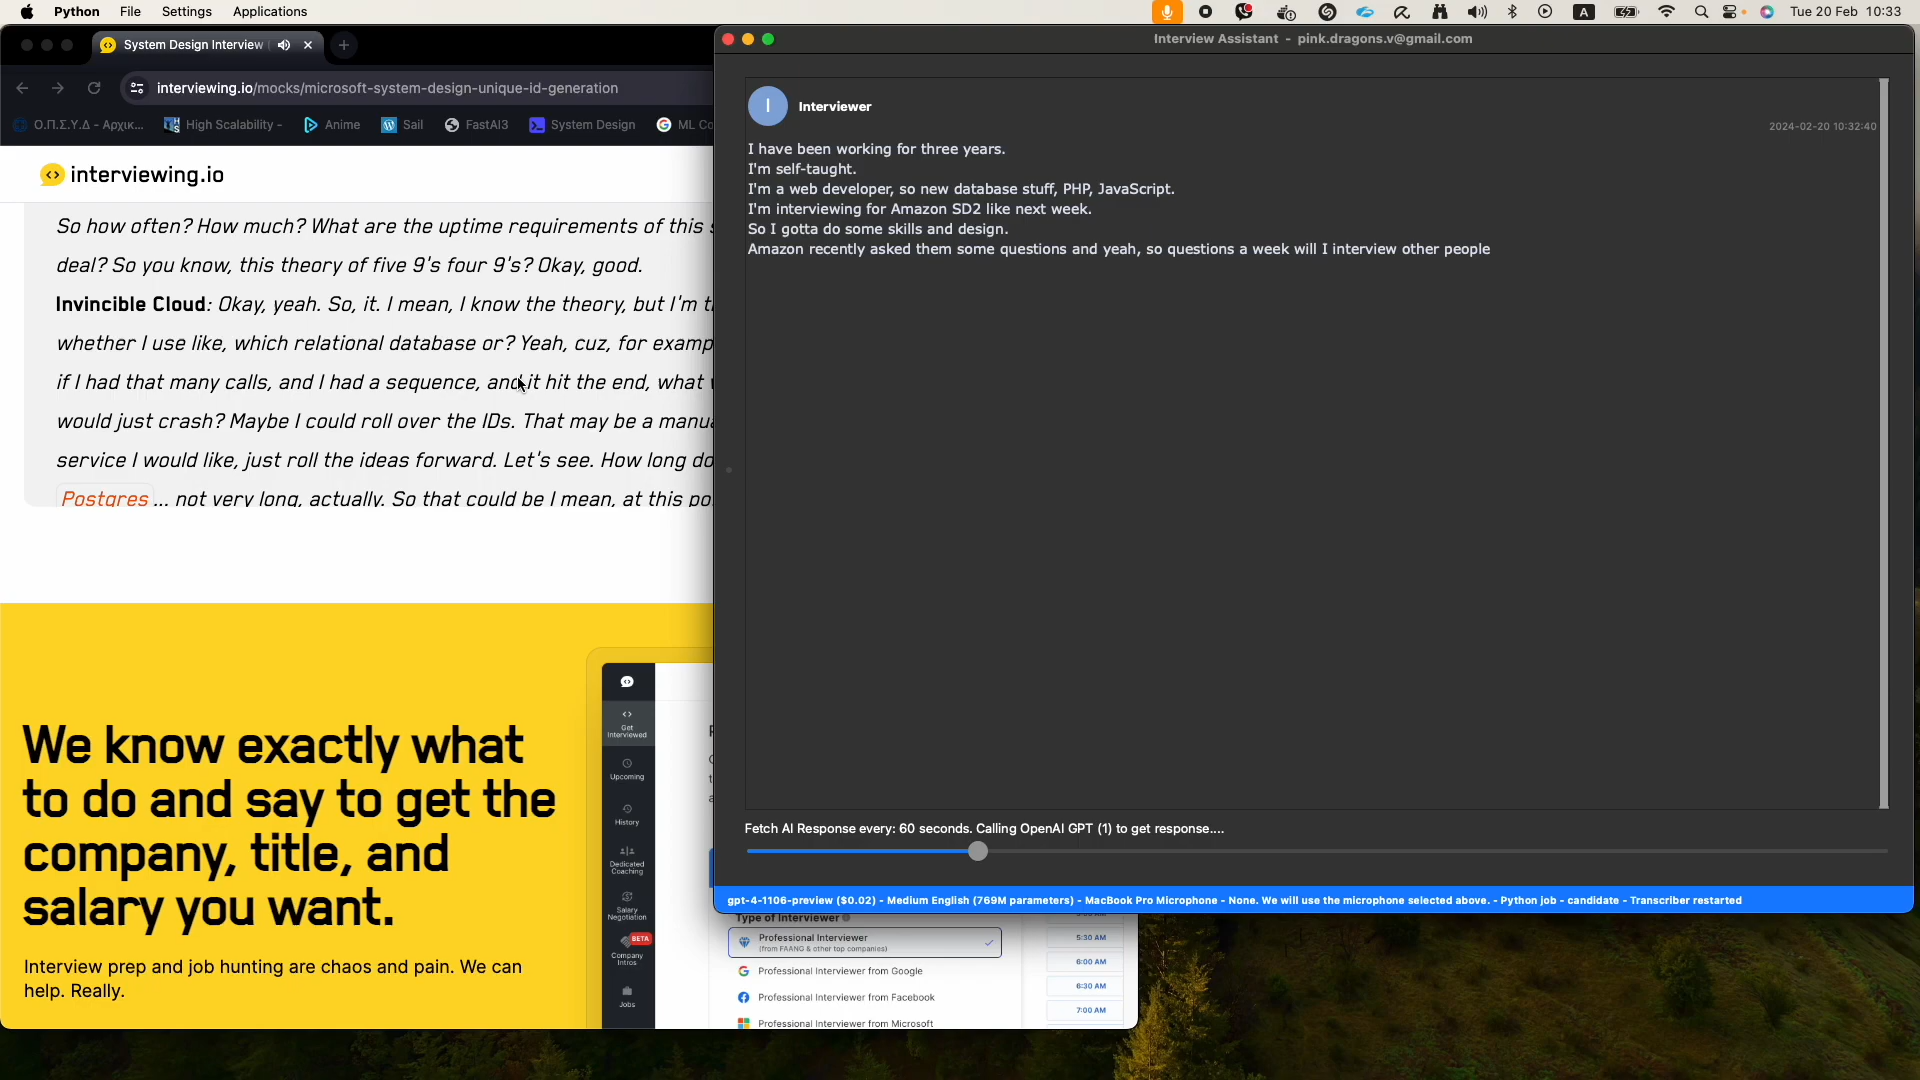 Python File Settings Applications
A Tue 20 Feb 10:33
System Design Interview
interviewing.io/mocks/microsoft-system-design-unique-id-generation
Ο.Π.Σ.Υ.Δ - Αρχικ... High Scalability - Anime Sail FastAI3 System Design ML Co
interviewing.io
So how often? How much? What are the uptime requirements of this s
deal? So you know, this theory of five 9's four 9's? Okay, good.
Invincible Cloud: Okay, yeah. So, it. I mean, I know the theory, but I'm t
whether I use like, which relational database or? Yeah, cuz, for examp
if I had that many calls, and I had a sequence, and it hit the end, what
would just crash? Maybe I could roll over the IDs. That may be a manu
service I would like, just roll the ideas forward. Let's see. How long do
Postgres... not very long, actually. So that could be I mean, at this po
We know exactly what
to do and say to get the
company, title, and
salary you want.
Interview prep and job hunting are chaos and pain. We can
help. Really.
Get
Interviewed
Upcoming
History
Dedicated
Coaching
Salary
Negotiation
BETA
Company
Intros
Jobs
Type of Interviewer
Professional Interviewer
(from FAANG & other top companies)
Professional Interviewer from Google
Professional Interviewer from Facebook
Professional Interviewer from Microsoft
5:30 AM
6:00 AM
6:30 AM
7:00 AM
Interview Assistant - pink.dragons.v@gmail.com
I Interviewer
2024-02-20 10:32:40
I have been working for three years.
I'm self-taught.
I'm a web developer, so new database stuff, PHP, JavaScript.
I'm interviewing for Amazon SD2 like next week.
So I gotta do some skills and design.
Amazon recently asked them some questions and yeah, so questions a week will I interview other people
Fetch AI Response every: 60 seconds. Calling OpenAI GPT (1) to get response....
gpt-4-1106-preview ($0.02) - Medium English (769M parameters) - MacBook Pro Microphone - None. We will use the microphone selected above. - Python job - candidate - Transcriber restarted